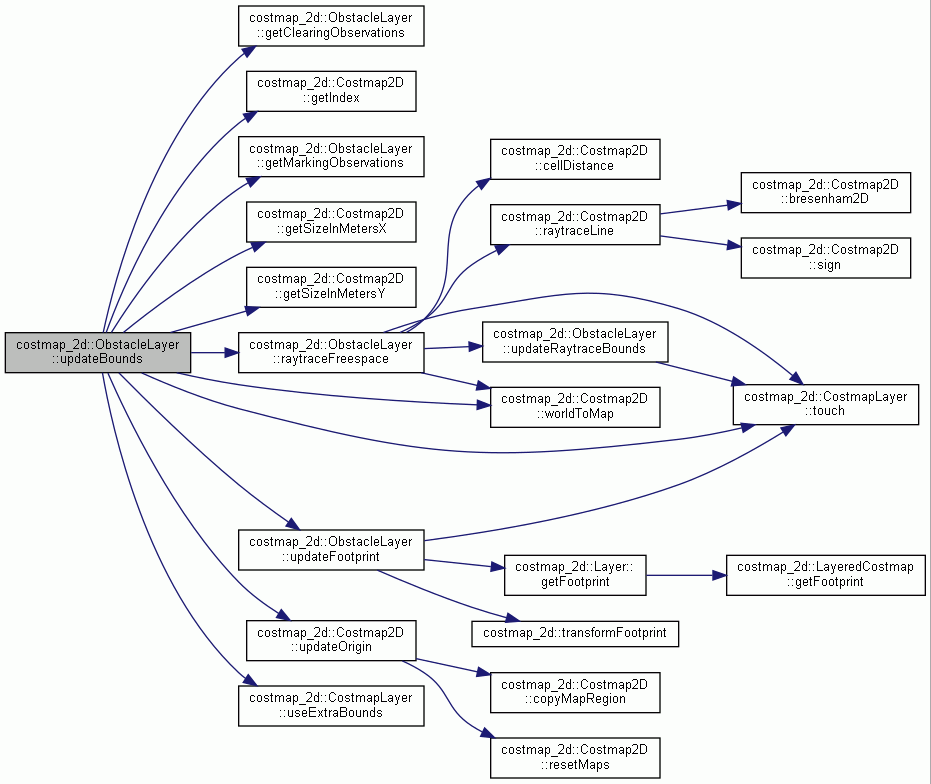 costmap_2d::ObstacleLayer
::updateBounds
costmap_2d::ObstacleLayer
::getClearingObservations
costmap_2d::Costmap2D
::getIndex
costmap_2d::ObstacleLayer
::getMarkingObservations
costmap_2d::Costmap2D
::getSizeInMetersX
costmap_2d::Costmap2D
::getSizeInMetersY
costmap_2d::ObstacleLayer
::raytraceFreespace
costmap_2d::ObstacleLayer
::updateFootprint
costmap_2d::Costmap2D
::updateOrigin
costmap_2d::CostmapLayer
::useExtraBounds
costmap_2d::Costmap2D
::cellDistance
costmap_2d::Costmap2D
::raytraceLine
costmap_2d::ObstacleLayer
::updateRaytraceBounds
costmap_2d::Costmap2D
::worldToMap
costmap_2d::Layer::
getFootprint
costmap_2d::transformFootprint
costmap_2d::Costmap2D
::copyMapRegion
costmap_2d::Costmap2D
::resetMaps
costmap_2d::Costmap2D
::bresenham2D
costmap_2d::Costmap2D
::sign
costmap_2d::CostmapLayer
::touch
costmap_2d::LayeredCostmap
::getFootprint